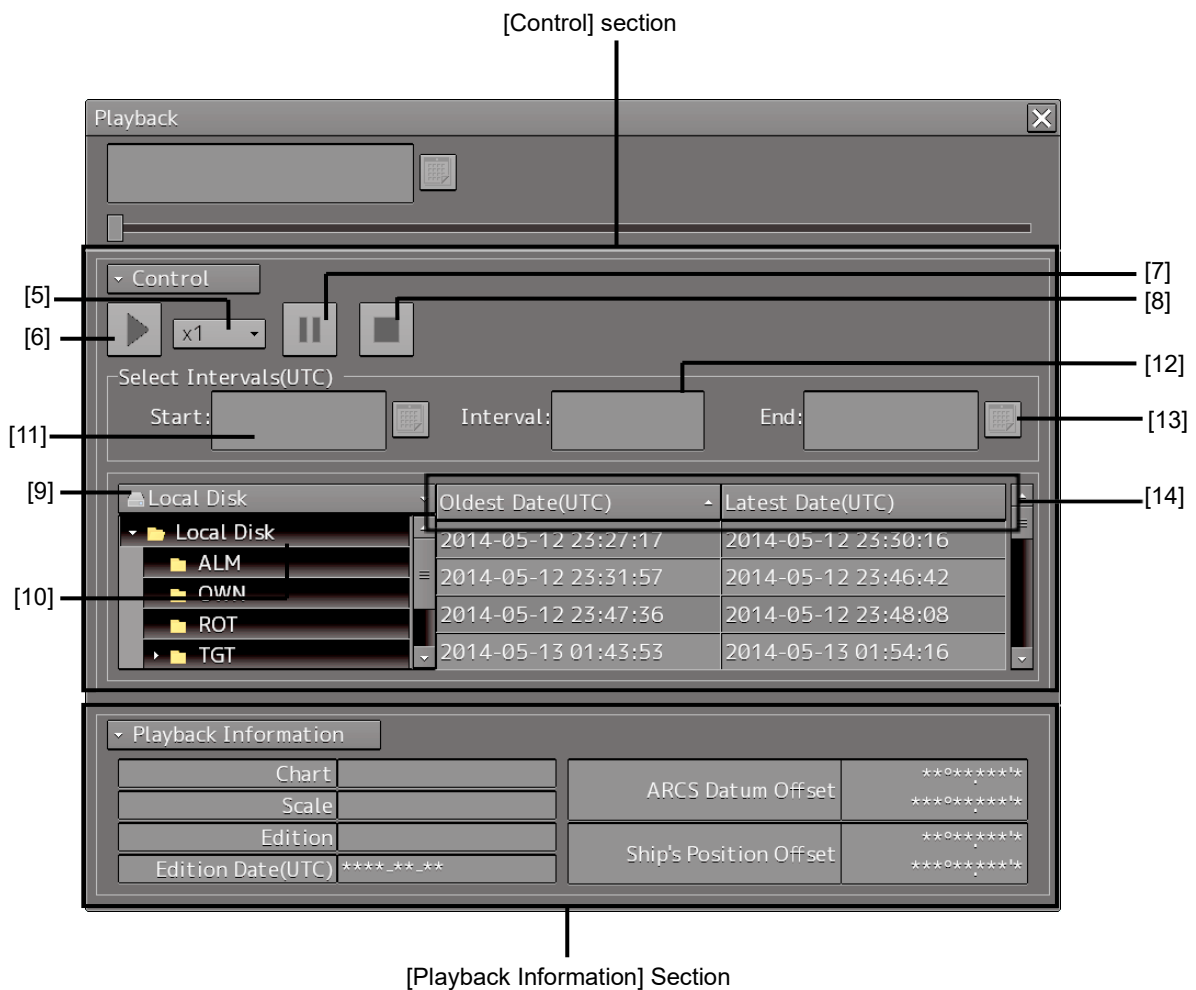 [Control] section
Playback
Control
[7]
[5]
[8]
[6]
x1
Select Intervals(UTC)
[12]
Start:
Interval:
End:
[13]
[11]
[9]
Local Disk
Oldest Date(UTC)
Latest Date(UTC)
[14]
Local Disk
2014-05-12 23:27:17
2014-05-12 23:30:16
ALM
2014-05-12 23:31:57
2014-05-12 23:46:42
[10]
OWN
ROT
2014-05-12 23:47:36
2014-05-12 23:48:08
TGT
2014-05-13 01:43:53
2014-05-13 01:54:16
Playback Information
Chart
Scale
Edition
Edition Date(UTC)
****-**-**
ARCS Datum Offset
**°**.***'*
***°**.***'*
Ship's Position Offset
**°**.***'*
***°**.***'*
[Playback Information] Section